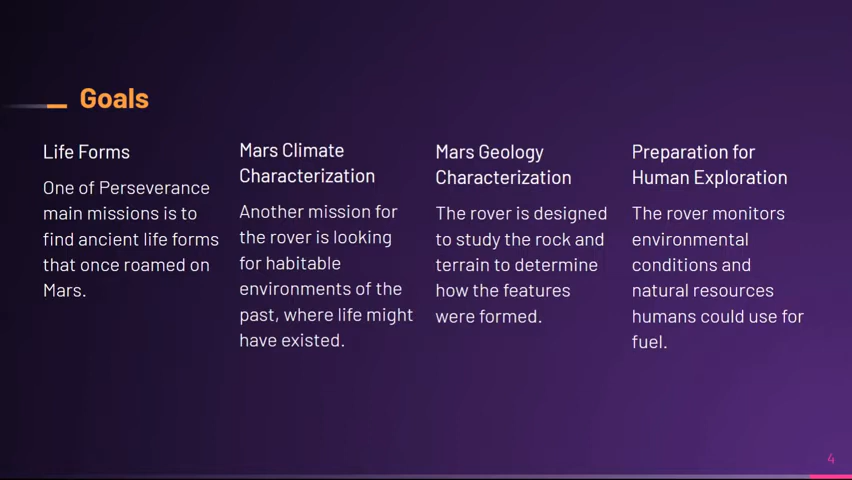 Goals
Life Forms
One of Perseverance
main missions is to
find ancient life forms
that once roamed on
Mars.
Mars Climate
Characterization
Another mission for
the rover is looking
for habitable
environments of the
past, where life might
have existed.
Mars Geology
Characterization
The rover is designed
to study the rock and
terrain to determine
how the features
were formed.
Preparation for
Human Exploration
The rover monitors
environmental
conditions and
natural resources
humans could use for
fuel.
4